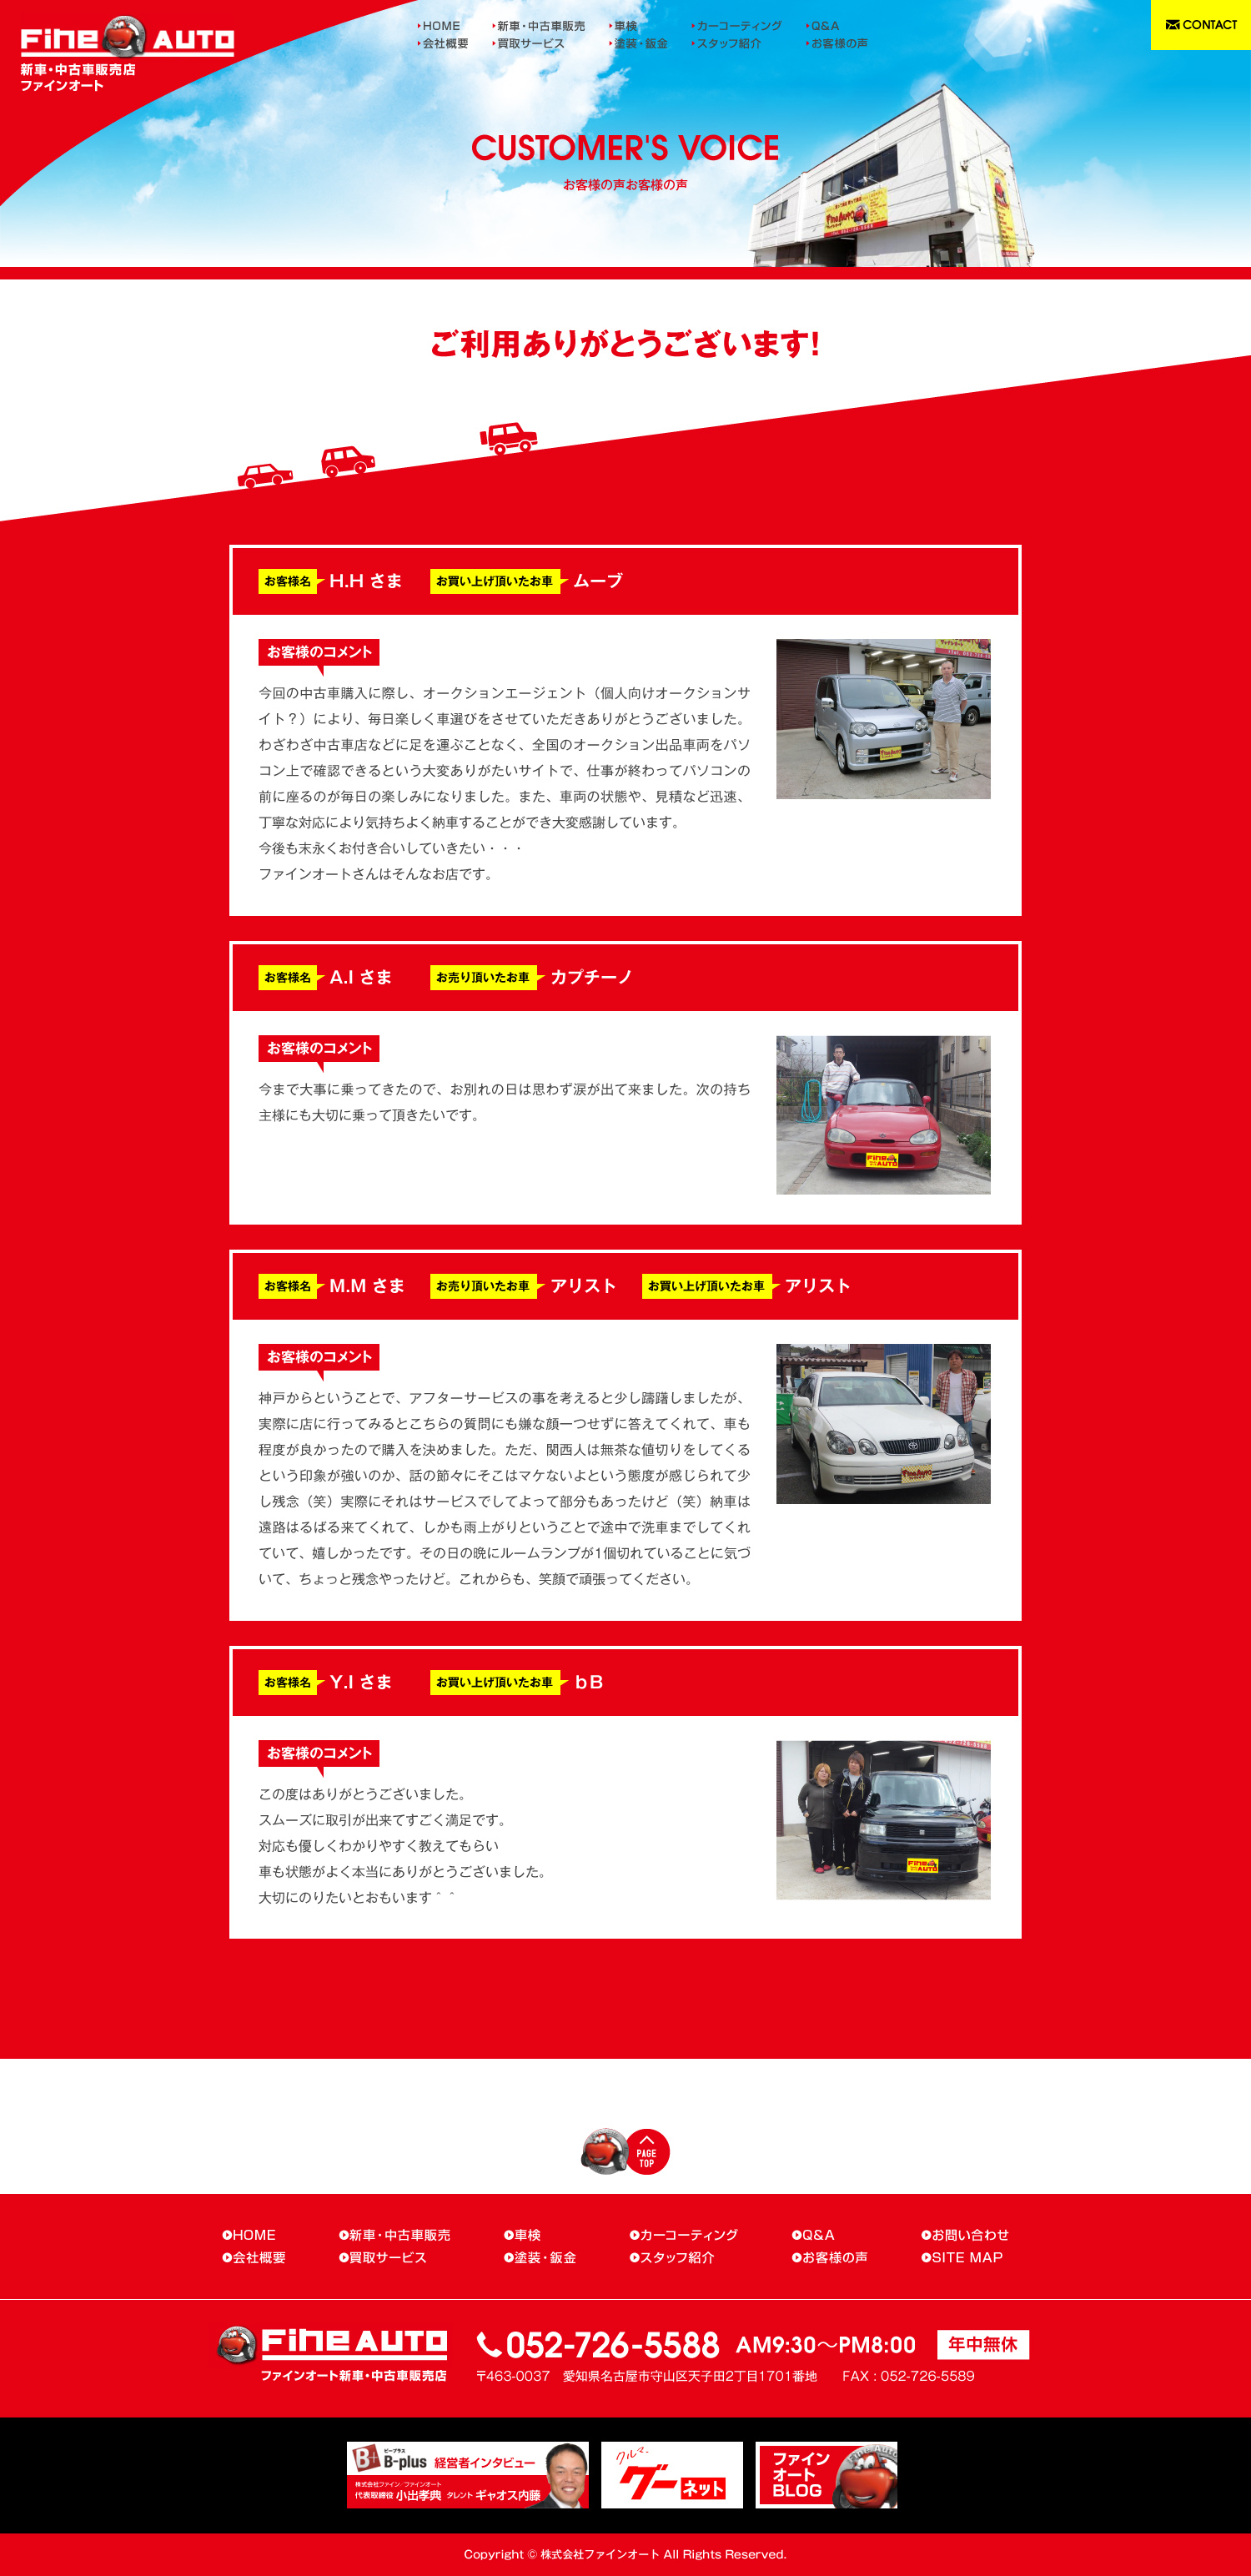 Fine AUTO
新車・中古車販売店
ファインオート
HOME
新車・中古車販売
車検
カーコーティング
Q&A
会社概要
買取サービス
塗装・鈑金
スタッフ紹介
お客様の声
CONTACT
CUSTOMER'S VOICE
お客様の声お客様の声
ご利用ありがとうございます!
お客様名 H.H さま お買い上げ頂いたお車 ムーブ
お客様のコメント
今回の中古車購入に際し、オークションエージェント（個人向けオークションサ
イト？）により、毎日楽しく車選びをさせていただきありがとうございました。
わざわざ中古車店などに足を運ぶことなく、全国のオークション出品車両をパソ
コン上で確認できるという大変ありがたいサイトで、仕事が終わってパソコンの
前に座るのが毎日の楽しみになりました。また、車両の状態や、見積など迅速、
丁寧な対応により気持ちよく納車することができ大変感謝しています。
今後も末永くお付き合いしていきたい・・・
ファインオートさんはそんなお店です。
お客様名 A.I さま お売り頂いたお車 カプチーノ
お客様のコメント
今まで大事に乗ってきたので、お別れの日は思わず涙が出て来ました。次の持ち
主様にも大切に乗って頂きたいです。
お客様名 M.M さま お売り頂いたお車 アリスト お買い上げ頂いたお車 アリスト
お客様のコメント
神戸からということで、アフターサービスの事を考えると少し躊躇しましたが、
実際に店に行ってみるとこちらの質問にも嫌な顔一つせずに答えてくれて、車も
程度が良かったので購入を決めました。ただ、関西人は無茶な値切りをしてくる
という印象が強いのか、話の節々にそこはマケないよという態度が感じられて少
し残念（笑）実際にそれはサービスでしてよって部分もあったけど（笑）納車は
遠路はるばる来てくれて、しかも雨上がりということで途中で洗車までしてくれ
ていて、嬉しかったです。その日の晩にルームランプが1個切れていることに気づ
いて、ちょっと残念やったけど。これからも、笑顔で頑張ってください。
お客様名 Y.I さま お買い上げ頂いたお車 bB
お客様のコメント
この度はありがとうございました。
スムーズに取引が出来てすごく満足です。
対応も優しくわかりやすく教えてもらい
車も状態がよく本当にありがとうございました。
大切にのりたいとおもいます＾＾
PAGE
TOP
HOME
新車・中古車販売
車検
カーコーティング
Q&A
お問い合わせ
会社概要
買取サービス
塗装・鈑金
スタッフ紹介
お客様の声
SITE MAP
Fine AUTO
ファインオート新車・中古車販売店
052-726-5588 AM9:30〜PM8:00 年中無休
〒463-0037 愛知県名古屋市守山区天子田2丁目1701番地 FAX : 052-726-5589
B+ ビープラス
B-plus 経営者インタビュー
株式会社ファイン／ファインオート
代表取締役 小出孝典 タレント ギャオス内藤
クルマ、
グーネット
ファイン
オート
BLOG
Copyright © 株式会社ファインオート All Rights Reserved.